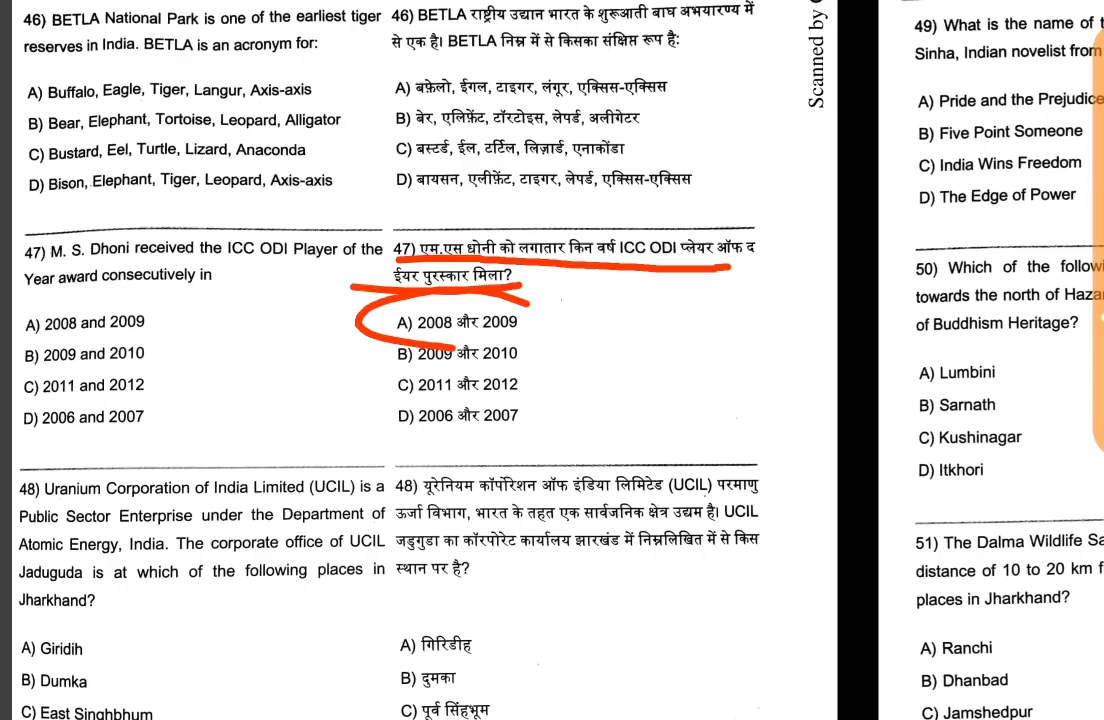 46) BETLA National Park is one of the earliest tiger
reserves in India. BETLA is an acronym for:
A) Buffalo, Eagle, Tiger, Langur, Axis-axis
B) Bear, Elephant, Tortoise, Leopard, Alligator
C) Bustard, Eel, Turtle, Lizard, Anaconda
D) Bison, Elephant, Tiger, Leopard, Axis-axis
46) BETLA राष्ट्रीय उद्यान भारत के शुरूआती बाघ अभयारण्य में
से एक है। BETLA निम्न में से किसका संक्षिप्त रूप है:
A) बफ़ेलो, ईगल, टाइगर, लंगूर, एक्सिस-एक्सिस
B) बेर, एलिफ़ेंट, टॉरटोइस, लेपर्ड, अलीगेटर
C) बस्टर्ड, ईल, टर्टिल, लिज़ार्ड, एनाकोंडा
D) बायसन, एलीफ़ेंट, टाइगर, लेपर्ड, एक्सिस-एक्सिस
47) M. S. Dhoni received the ICC ODI Player of the
Year award consecutively in
A) 2008 and 2009
B) 2009 and 2010
C) 2011 and 2012
D) 2006 and 2007
47) एम.एस धोनी को लगातार किन वर्ष ICC ODI प्लेयर ऑफ द
ईयर पुरस्कार मिला?
A) 2008 और 2009
B) 2009 और 2010
C) 2011 और 2012
D) 2006 और 2007
48) Uranium Corporation of India Limited (UCIL) is a
Public Sector Enterprise under the Department of
Atomic Energy, India. The corporate office of UCIL
Jaduguda is at which of the following places in
Jharkhand?
A) Giridih
B) Dumka
C) East Singhbhum
48) यूरेनियम कॉर्पोरेशन ऑफ इंडिया लिमिटेड (UCIL) परमाणु
ऊर्जा विभाग, भारत के तहत एक सार्वजनिक क्षेत्र उद्यम है। UCIL
जडुगुडा का कॉरपोरेट कार्यालय झारखंड में निम्नलिखित में से किस
स्थान पर है?
A) गिरिडीह
B) दुमका
C) पूर्व सिंहभूम
Scanned by
49) What is the name of
Sinha, Indian novelist from
A) Pride and the Prejudice
B) Five Point Someone
C) India Wins Freedom
D) The Edge of Power
50) Which of the
towards the north of
of Buddhism Heritage?
A) Lumbini
B) Sarnath
C) Kushinagar
D) Itkhori
51) The Dalma Wildlife
distance of 10 to 20 km
places in Jharkhand?
A) Ranchi
B) Dhanbad
C) Jamshedpur